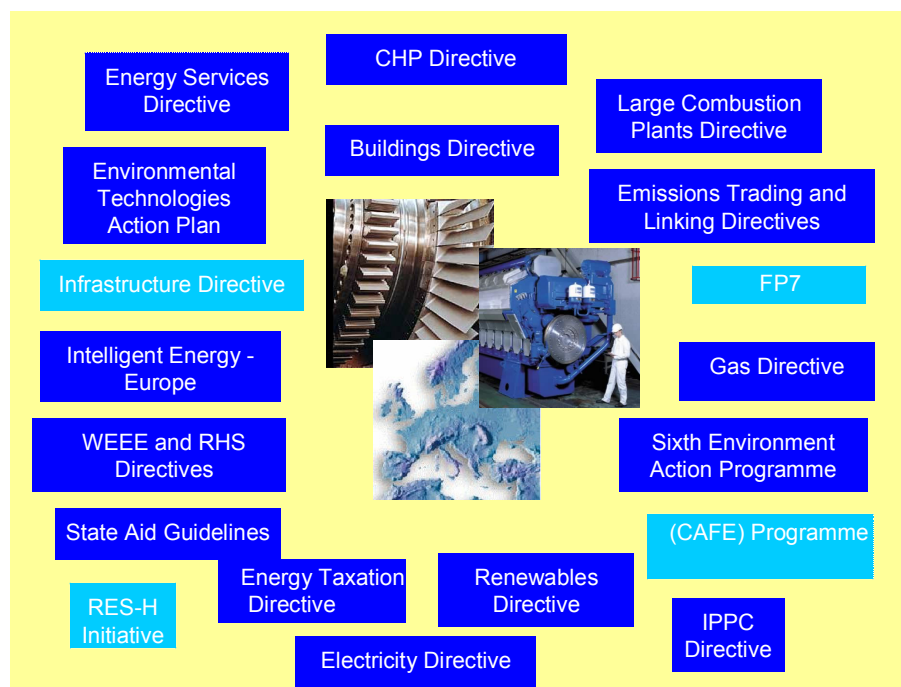 CHP Directive
Energy Services
Directive
Large Combustion
Plants Directive
Buildings Directive
Environmental
Technologies
Action Plan
Emissions Trading and
Linking Directives
Infrastructure Directive
FP7
Intelligent Energy -
Europe
Gas Directive
WEEE and RHS
Directives
Sixth Environment
Action Programme
State Aid Guidelines
(CAFE) Programme
Energy Taxation
Directive
Renewables
Directive
RES-H
Initiative
IPPC
Directive
Electricity Directive